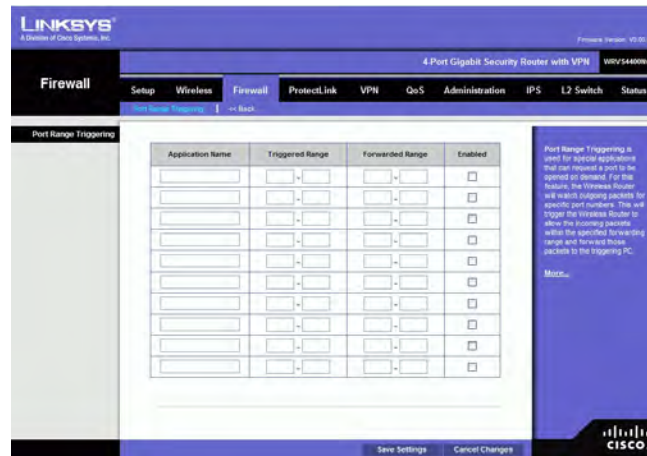 LINKSYS®
A Division of Cisco Systems, Inc.
Firmware Version: V0.00
4-Port Gigabit Security Router with VPN
WRVS4400N
Firewall
Setup Wireless Firewall ProtectLink VPN QoS Administration IPS L2 Switch Status
Port Range Triggering | << Back
Port Range Triggering
Application Name Triggered Range Forwarded Range Enabled
Port Range Triggering is
used for special applications
that can request a port to be
opened on demand. For this
feature, the Wireless Router
will watch outgoing packets for
specific port numbers. This will
trigger the Wireless Router to
allow the incoming packets
within the specified forwarding
range and forward those
packets to the triggering PC.
More...
Save Settings Cancel Changes
CISCO